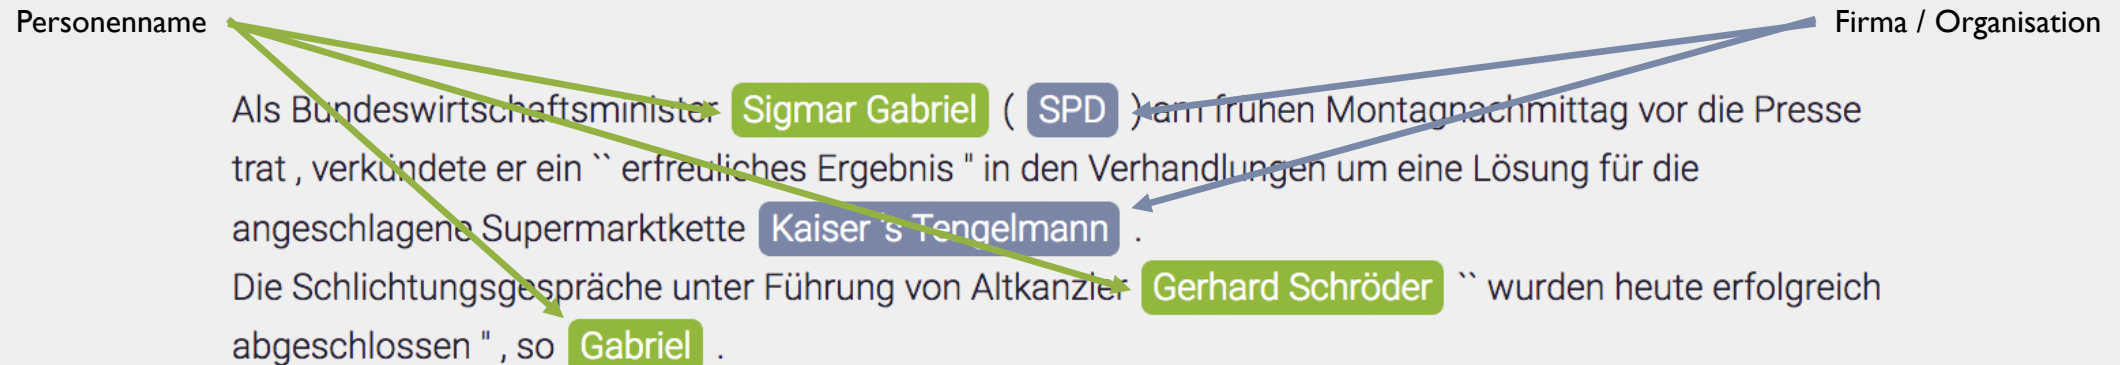 Personenname
Firma / Organisation
Als Bundeswirtschaftsminister Sigmar Gabriel ( SPD ) am frühen Montagnachmittag vor die Presse
trat , verkündete er ein `` erfreuliches Ergebnis " in den Verhandlungen um eine Lösung für die
angeschlagene Supermarktkette Kaiser 's Tengelmann .
Die Schlichtungsgespräche unter Führung von Altkanzler Gerhard Schröder `` wurden heute erfolgreich
abgeschlossen " , so Gabriel .